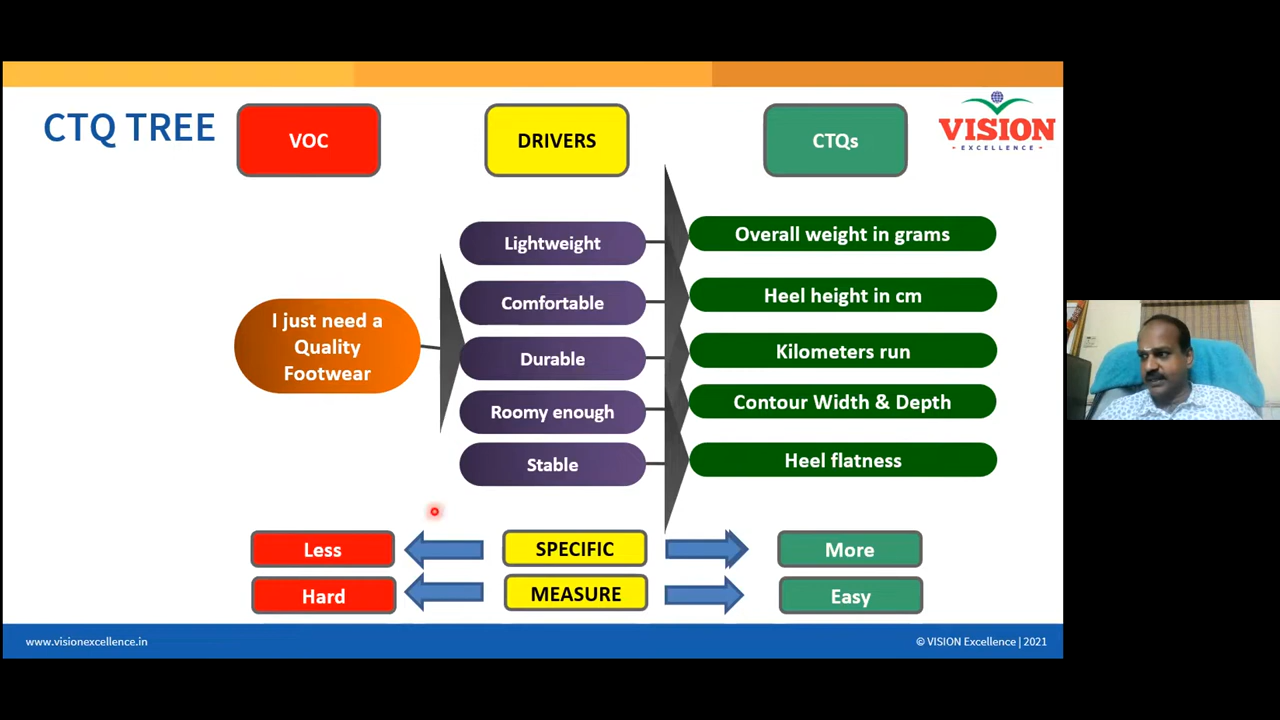 CTQ TREE
VOC
DRIVERS
CTQs
VISION
- EXCELLENCE -
Lightweight
Overall weight in grams
Comfortable
Heel height in cm
I just need a
Quality
Footwear
Durable
Kilometers run
Roomy enough
Contour Width & Depth
Stable
Heel flatness
Less
SPECIFIC
More
Hard
MEASURE
Easy
www.visionexcellence.in
© VISION Excellence | 2021